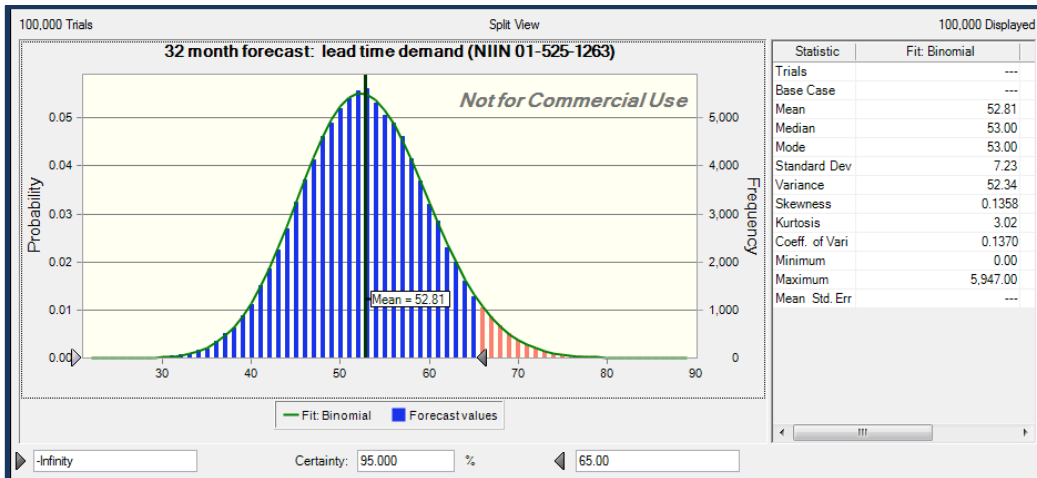 100,000 Trials Split View 100,000 Displayed
32 month forecast: lead time demand (NIIN 01-525-1263)
Not for Commercial Use
0.05
0.04
0.03
0.02
0.01
0.00
Probability
5,000
4,000
3,000
2,000
1,000
0
Frequency
Mean = 52.81
30 40 50 60 70 80 90
Fit: Binomial Forecast values
Statistic Fit: Binomial
Trials ---
Base Case ---
Mean 52.81
Median 53.00
Mode 53.00
Standard Dev 7.23
Variance 52.34
Skewness 0.1358
Kurtosis 3.02
Coeff. of Vari 0.1370
Minimum 0.00
Maximum 5,947.00
Mean Std. Err ---
-Infinity Certainty: 95.000 % 65.00